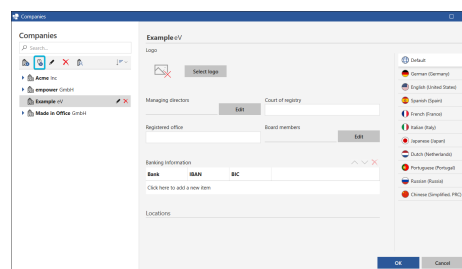 Companies
Companies
Search...
Acme Inc
empower GmbH
Example eV
Made in Office GmbH
Example eV
Logo
Select logo
Managing directors
Edit
Court of registry
Registered office
Board members
Edit
Banking Information
Bank IBAN BIC
Click here to add a new item
Locations
Default
German (Germany)
English (United States)
Spanish (Spain)
French (France)
Italian (Italy)
Japanese (Japan)
Dutch (Netherlands)
Portuguese (Portugal)
Russian (Russia)
Chinese (Simplified, PRC)
OK Cancel